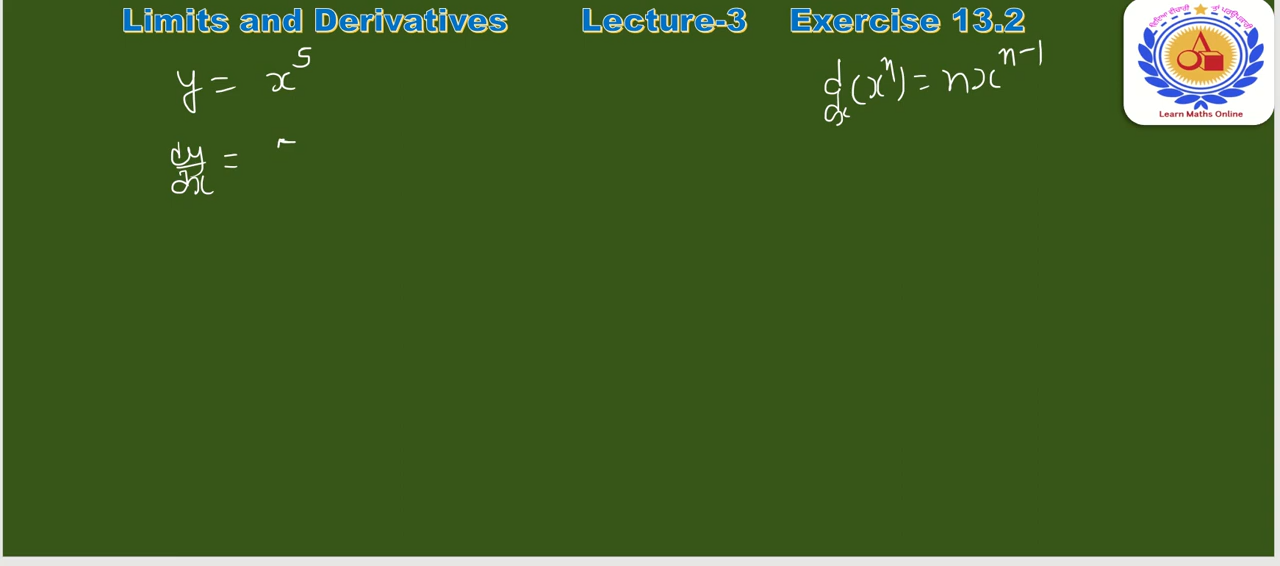 Limits and Derivatives Lecture-3 Exercise 13.2
y = x^5
d/dx (x^n) = nx^{n-1}
dy/dx =
Learn Maths Online